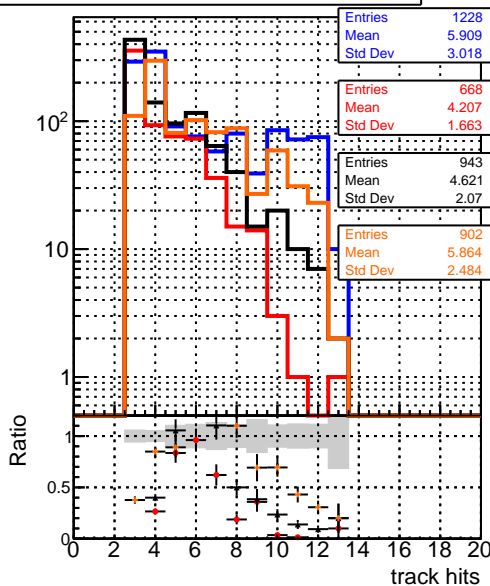 Entries 1228
Mean 5.909
Std Dev 3.018
Entries 668
Mean 4.207
Std Dev 1.663
Entries 943
Mean 4.621
Std Dev 2.07
Entries 902
Mean 5.864
Std Dev 2.484
10²
10
1
Ratio
1
0.5
0
0 2 4 6 8 10 12 14 16 18 20
track hits